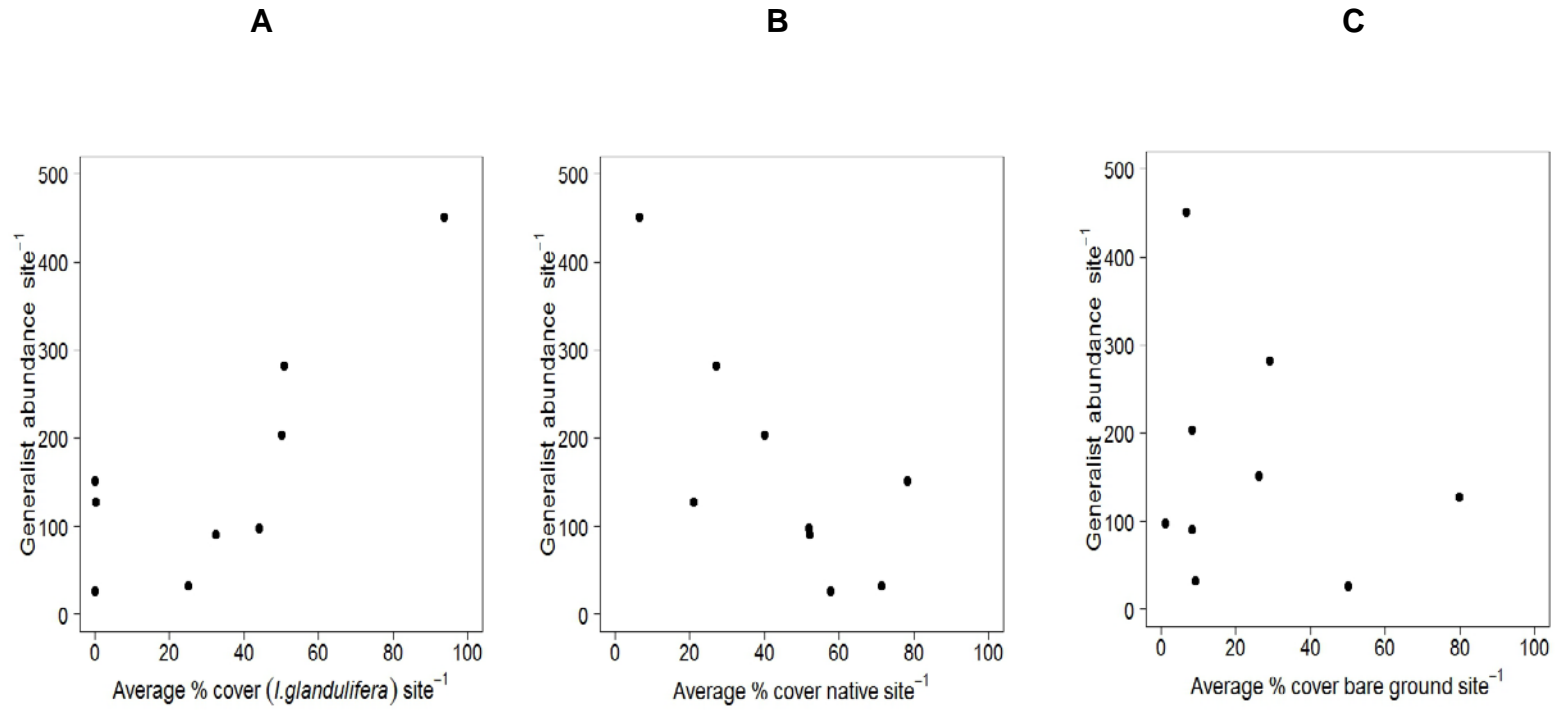 A
B
C
500
400
300
200
100
0
Generalist abundance site⁻¹
0 20 40 60 80 100
Average % cover (I.glandulifera) site⁻¹
500
400
300
200
100
0
Generalist abundance site⁻¹
0 20 40 60 80 100
Average % cover native site⁻¹
500
400
300
200
100
0
Generalist abundance site⁻¹
0 20 40 60 80 100
Average % cover bare ground site⁻¹